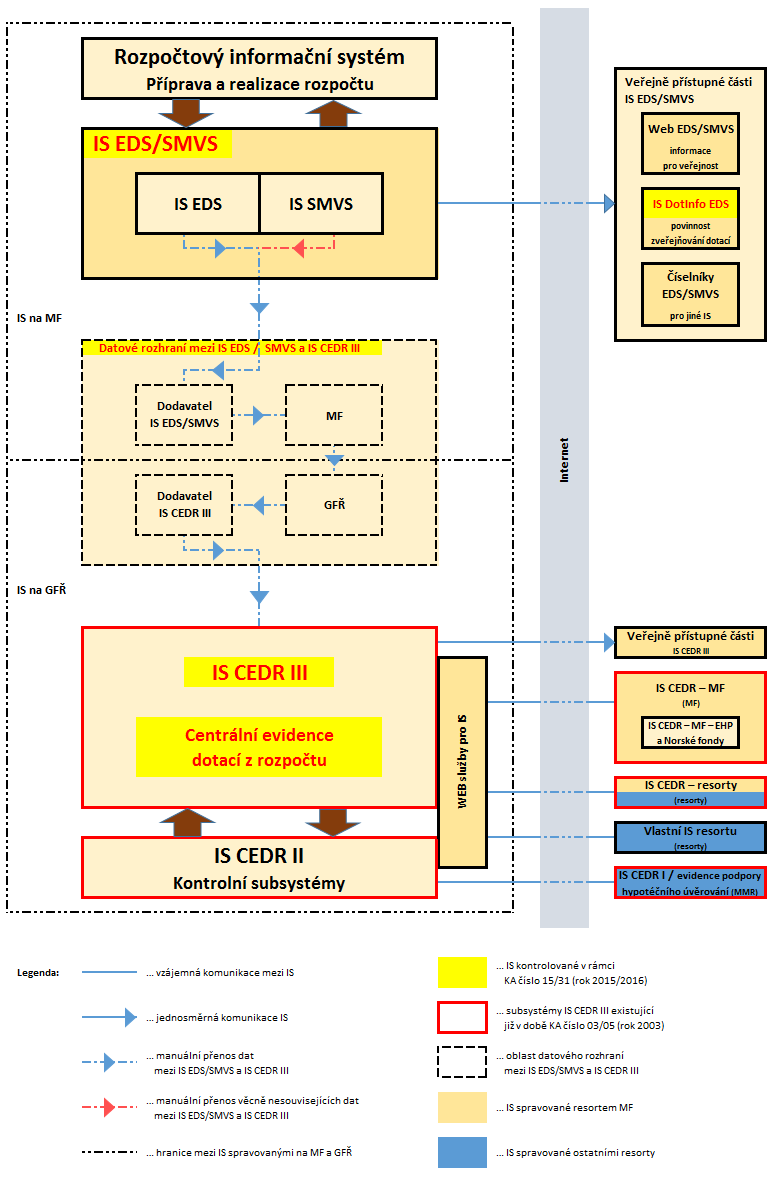 Rozpočtový informační systém
Příprava a realizace rozpočtu
IS EDS/SMVS
IS EDS
IS SMVS
IS na MF
Datové rozhraní mezi IS EDS / SMVS a IS CEDR III
Dodavatel
IS EDS/SMVS
MF
Dodavatel
IS CEDR III
GFŘ
IS na GFŘ
IS CEDR III
Centrální evidence
dotací z rozpočtu
WEB služby pro IS
IS CEDR II
Kontrolní subsystémy
Internet
Veřejně přístupné části
IS EDS/SMVS
Web EDS/SMVS
informace
pro veřejnost
IS DotInfo EDS
povinnost
zveřejňování dotací
Číselníky
EDS/SMVS
pro jiné IS
Veřejně přístupné části
IS CEDR III
IS CEDR – MF
(MF)
IS CEDR – MF – EHP
a Norské fondy
IS CEDR – resorty
(resorty)
Vlastní IS resortu
(resorty)
IS CEDR I / evidence podpory
hypotéčního úvěrování (MMR)
Legenda:
... vzájemná komunikace mezi IS
... jednosměrná komunikace IS
... manuální přenos dat
mezi IS EDS/SMVS a IS CEDR III
... manuální přenos věcně nesouvisejících dat
mezi IS EDS/SMVS a IS CEDR III
... hranice mezi IS spravovanými na MF a GFŘ
... IS kontrolované v rámci
KA číslo 15/31 (rok 2015/2016)
... subsystémy IS CEDR III existující
již v době KA číslo 03/05 (rok 2003)
... oblast datového rozhraní
mezi IS EDS/SMVS a IS CEDR III
... IS spravované resortem MF
... IS spravované ostatními resorty